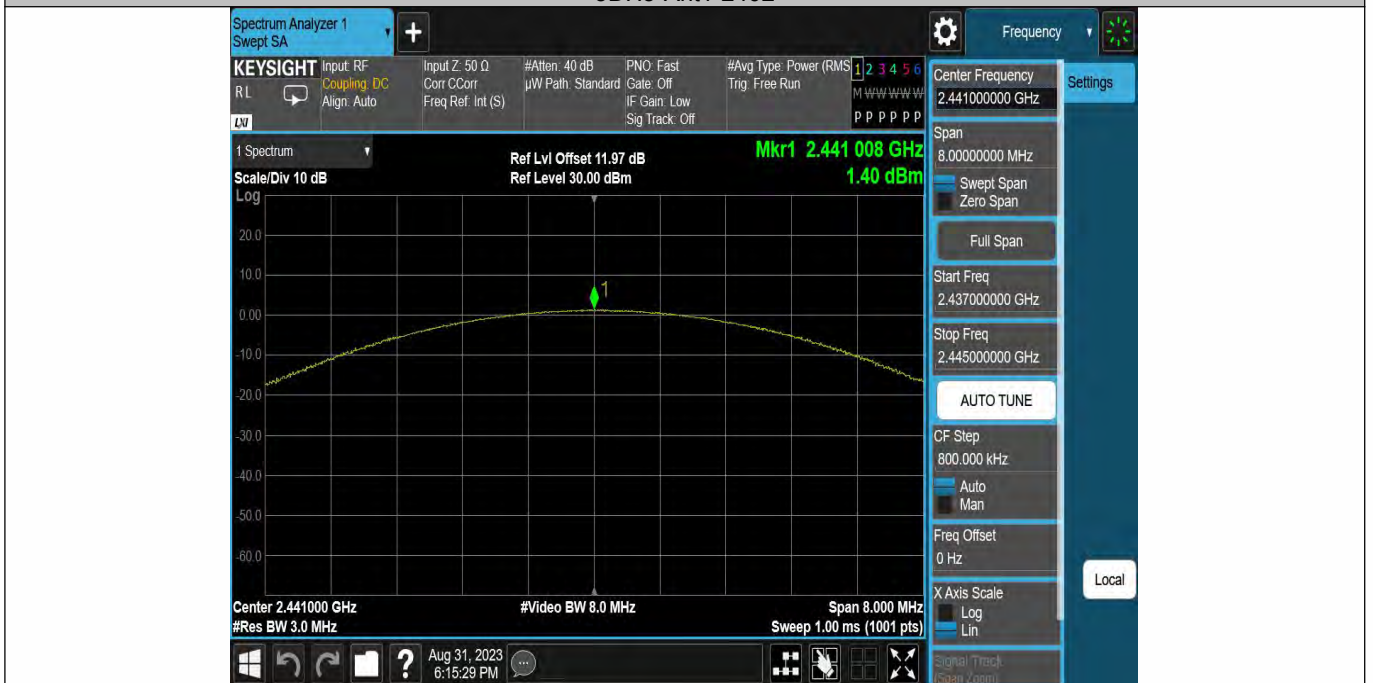 Spectrum Analyzer 1
Swept SA
+
Frequency
KEYSIGHT
RL
LXI
Input: RF
Coupling: DC
Align: Auto
Input Z: 50 Ω
Corr CCorr
Freq Ref: Int (S)
#Atten: 40 dB
µW Path: Standard
PNO: Fast
Gate: Off
IF Gain: Low
Sig Track: Off
#Avg Type: Power (RMS
Trig: Free Run
1 2 3 4 5 6
M W W W W W
P P P P P P
Center Frequency
2.441000000 GHz
Settings
1 Spectrum
Scale/Div 10 dB
Log
Ref Lvl Offset 11.97 dB
Ref Level 30.00 dBm
Mkr1 2.441 008 GHz
1.40 dBm
Span
8.00000000 MHz
Swept Span
Zero Span
Full Span
Start Freq
2.437000000 GHz
Stop Freq
2.445000000 GHz
AUTO TUNE
CF Step
800.000 kHz
Auto
Man
Freq Offset
0 Hz
X Axis Scale
Log
Lin
Signal Track
(Span Zoom)
Local
20.0
10.0
0.00
-10.0
-20.0
-30.0
-40.0
-50.0
-60.0
1
Center 2.441000 GHz
#Res BW 3.0 MHz
#Video BW 8.0 MHz
Span 8.000 MHz
Sweep 1.00 ms (1001 pts)
?
Aug 31, 2023
6:15:29 PM